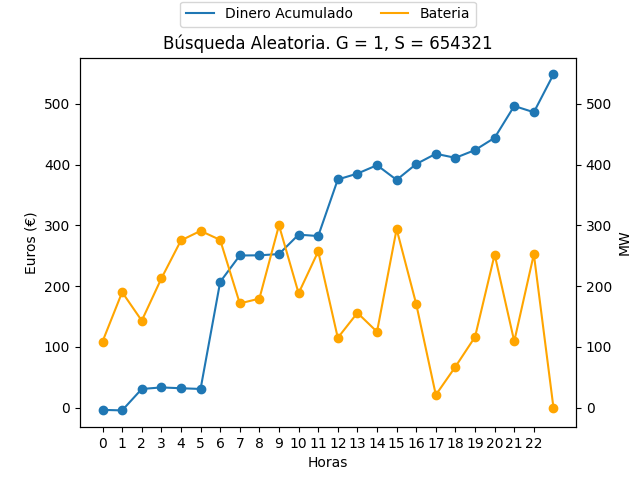 Dinero Acumulado Bateria
Búsqueda Aleatoria. G = 1, S = 654321
500 500
400 400
300 300
200 200
100 100
0 0
Euros (€)
MW
0 1 2 3 4 5 6 7 8 9 10 11 12 13 14 15 16 17 18 19 20 21 22
Horas